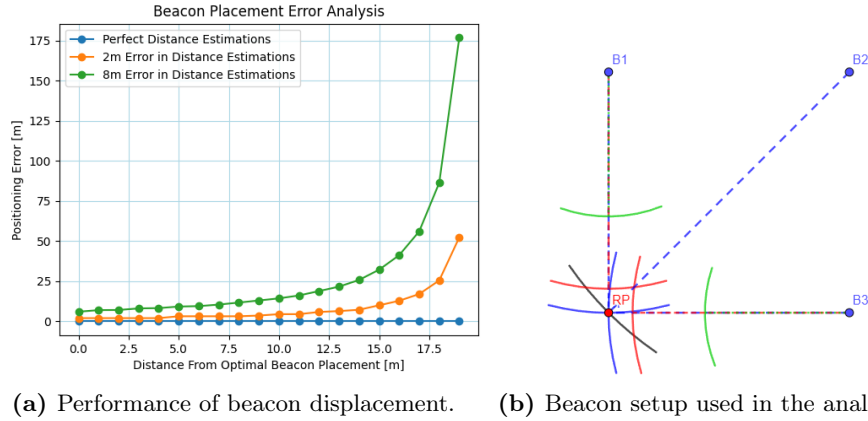 Beacon Placement Error Analysis
Perfect Distance Estimations
2m Error in Distance Estimations
8m Error in Distance Estimations
Positioning Error [m]
175
150
125
100
75
50
25
0
0.0 2.5 5.0 7.5 10.0 12.5 15.0 17.5
Distance From Optimal Beacon Placement [m]
B1
B2
RP
B3
(a) Performance of beacon displacement.
(b) Beacon setup used in the anal